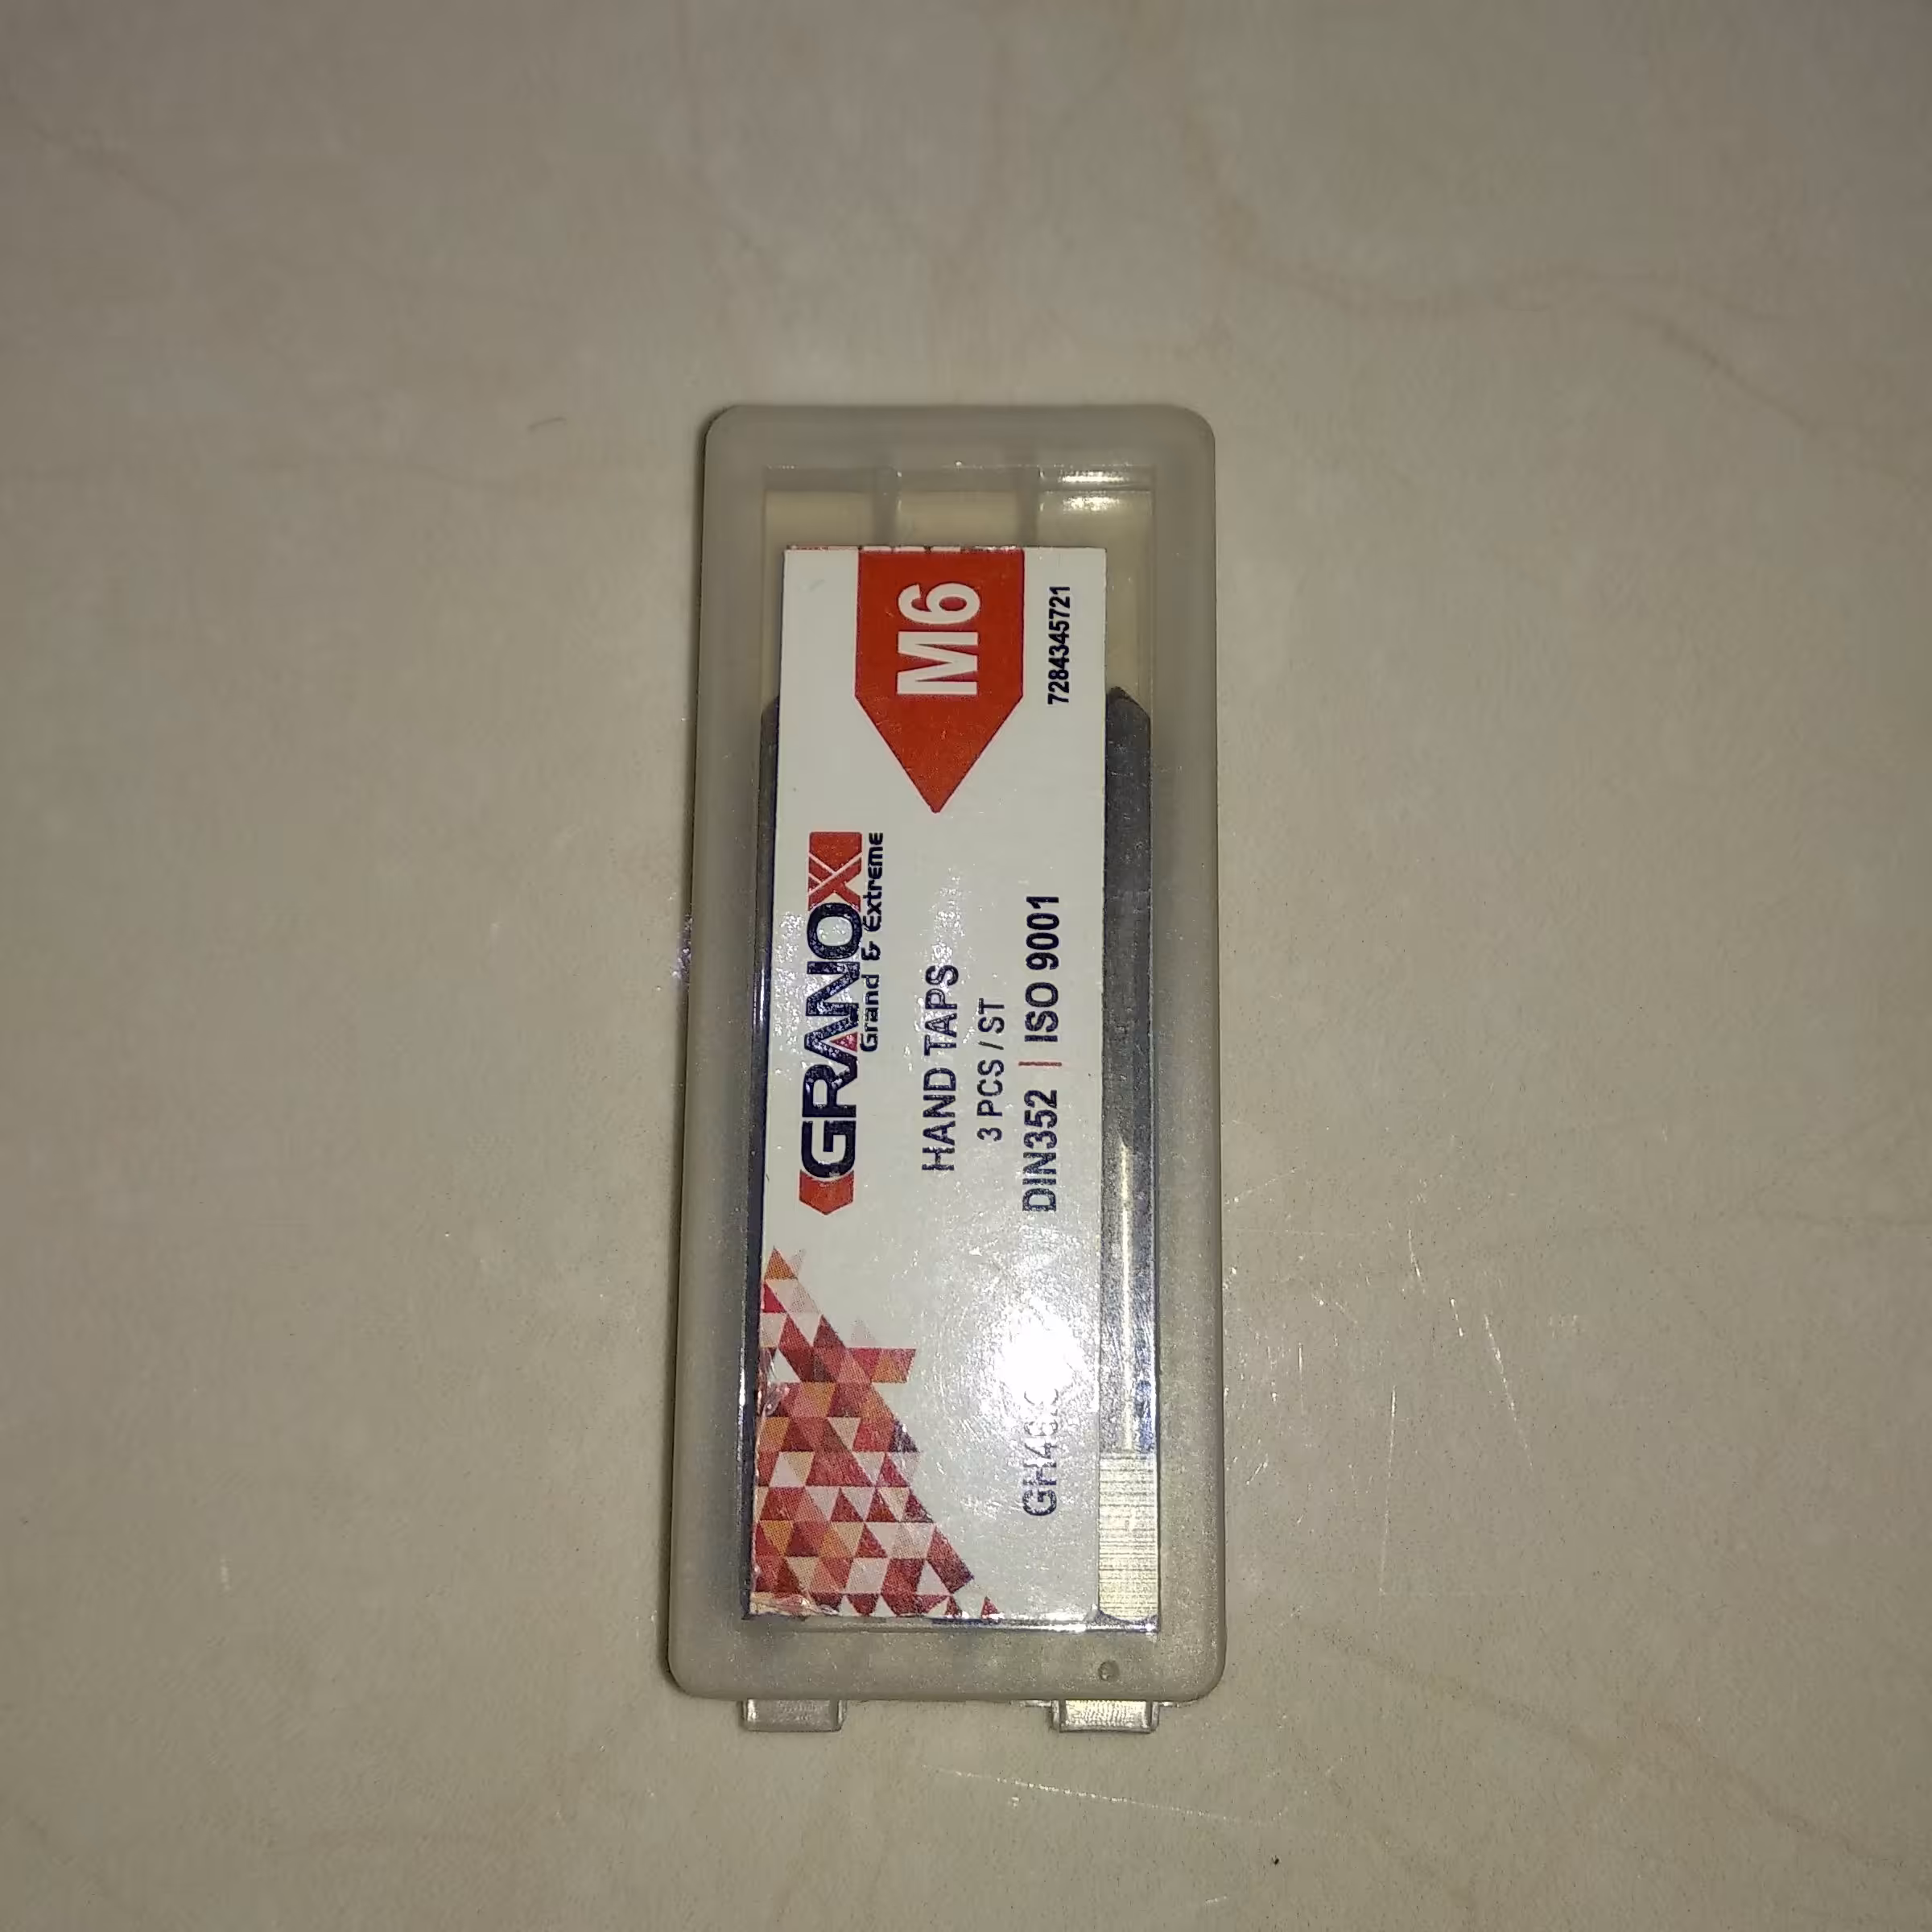 GRANOX
Grand & Extreme
M6
HAND TAPS
3 PCS / ST
DIN352 | ISO 9001
7284345721